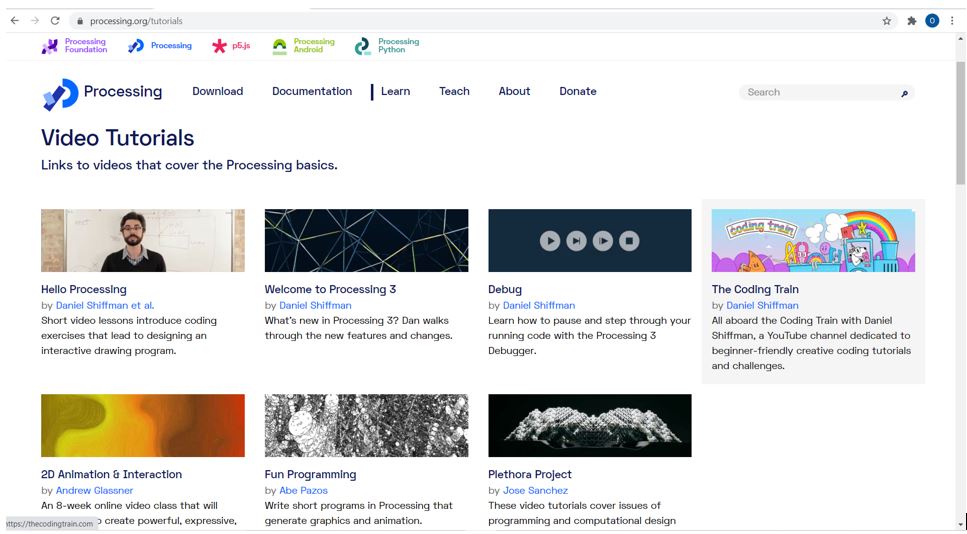 processing.org/tutorials
O
Processing
Foundation
Processing
p5.js
Processing
Android
Processing
Python
Processing
Download
Documentation
Learn
Teach
About
Donate
Search
Video Tutorials
Links to videos that cover the Processing basics.
Hello Processing
by Daniel Shiffman et al.
Short video lessons introduce coding
exercises that lead to designing an
interactive drawing program.
Welcome to Processing 3
by Daniel Shiffman
What's new in Processing 3? Dan walks
through the new features and changes.
Debug
by Daniel Shiffman
Learn how to pause and step through your
running code with the Processing 3
Debugger.
coding train
The Coding Train
by Daniel Shiffman
All aboard the Coding Train with Daniel
Shiffman, a YouTube channel dedicated to
beginner-friendly creative coding tutorials
and challenges.
2D Animation & Interaction
by Andrew Glassner
An 8-week online video class that will
create powerful, expressive,
Fun Programming
by Abe Pazos
Write short programs in Processing that
generate graphics and animation.
Plethora Project
by Jose Sanchez
These video tutorials cover issues of
programming and computational design
https://thecodingtrain.com